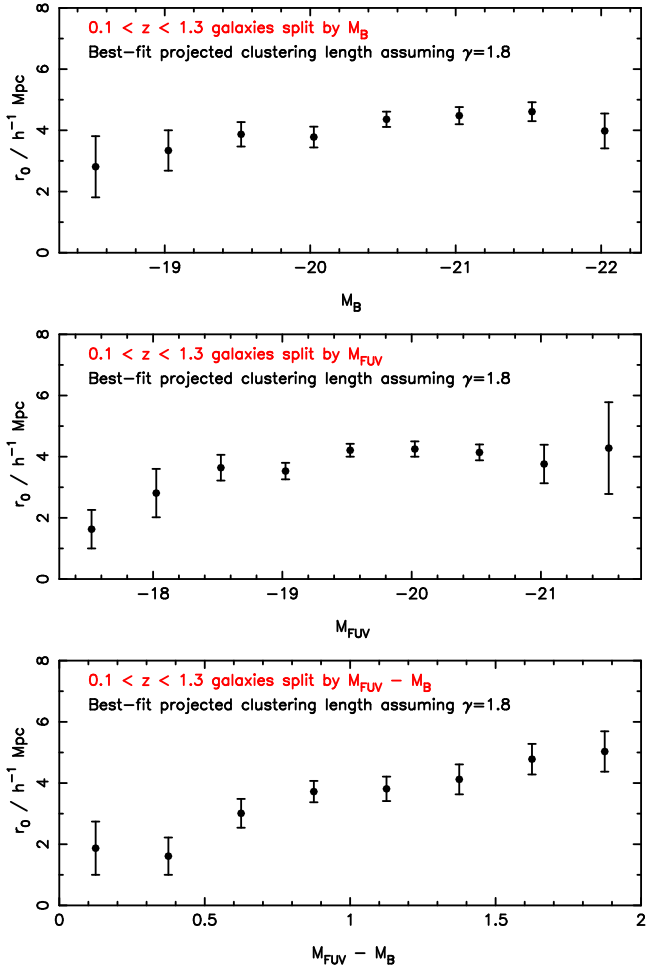 0.1 < z < 1.3 galaxies split by M_B
Best−fit projected clustering length assuming γ=1.8
r₀ / h⁻¹ Mpc
8
6
4
2
0
−19 −20 −21 −22
M_B
0.1 < z < 1.3 galaxies split by M_FUV
Best−fit projected clustering length assuming γ=1.8
r₀ / h⁻¹ Mpc
8
6
4
2
0
−18 −19 −20 −21
M_FUV
0.1 < z < 1.3 galaxies split by M_FUV − M_B
Best−fit projected clustering length assuming γ=1.8
r₀ / h⁻¹ Mpc
8
6
4
2
0
0 0.5 1 1.5 2
M_FUV − M_B